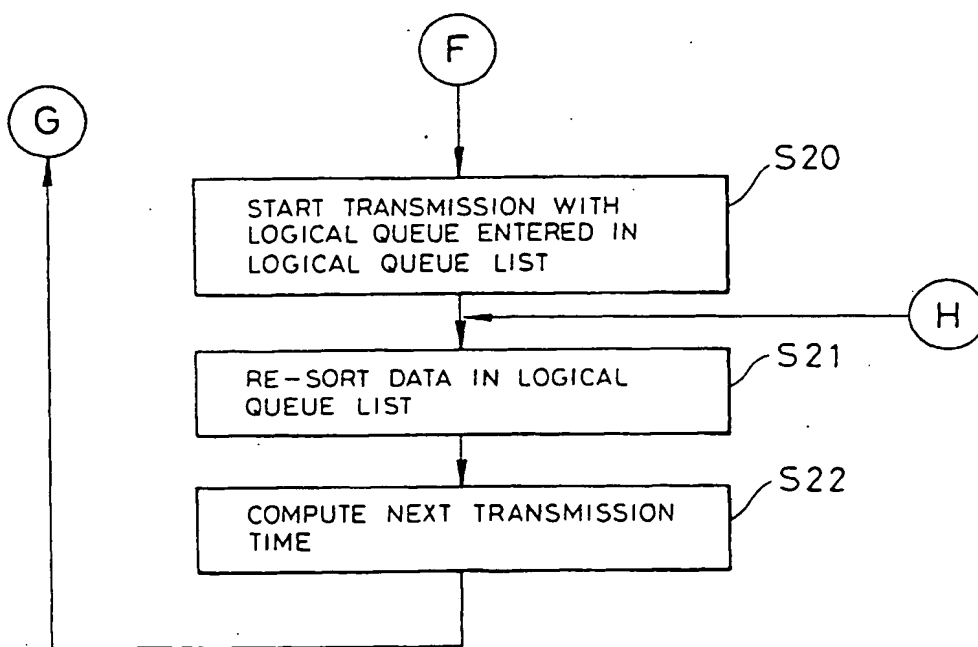 F
G
S20
START TRANSMISSION WITH
LOGICAL QUEUE ENTERED IN
LOGICAL QUEUE LIST
H
S21
RE-SORT DATA IN LOGICAL
QUEUE LIST
S22
COMPUTE NEXT TRANSMISSION
TIME